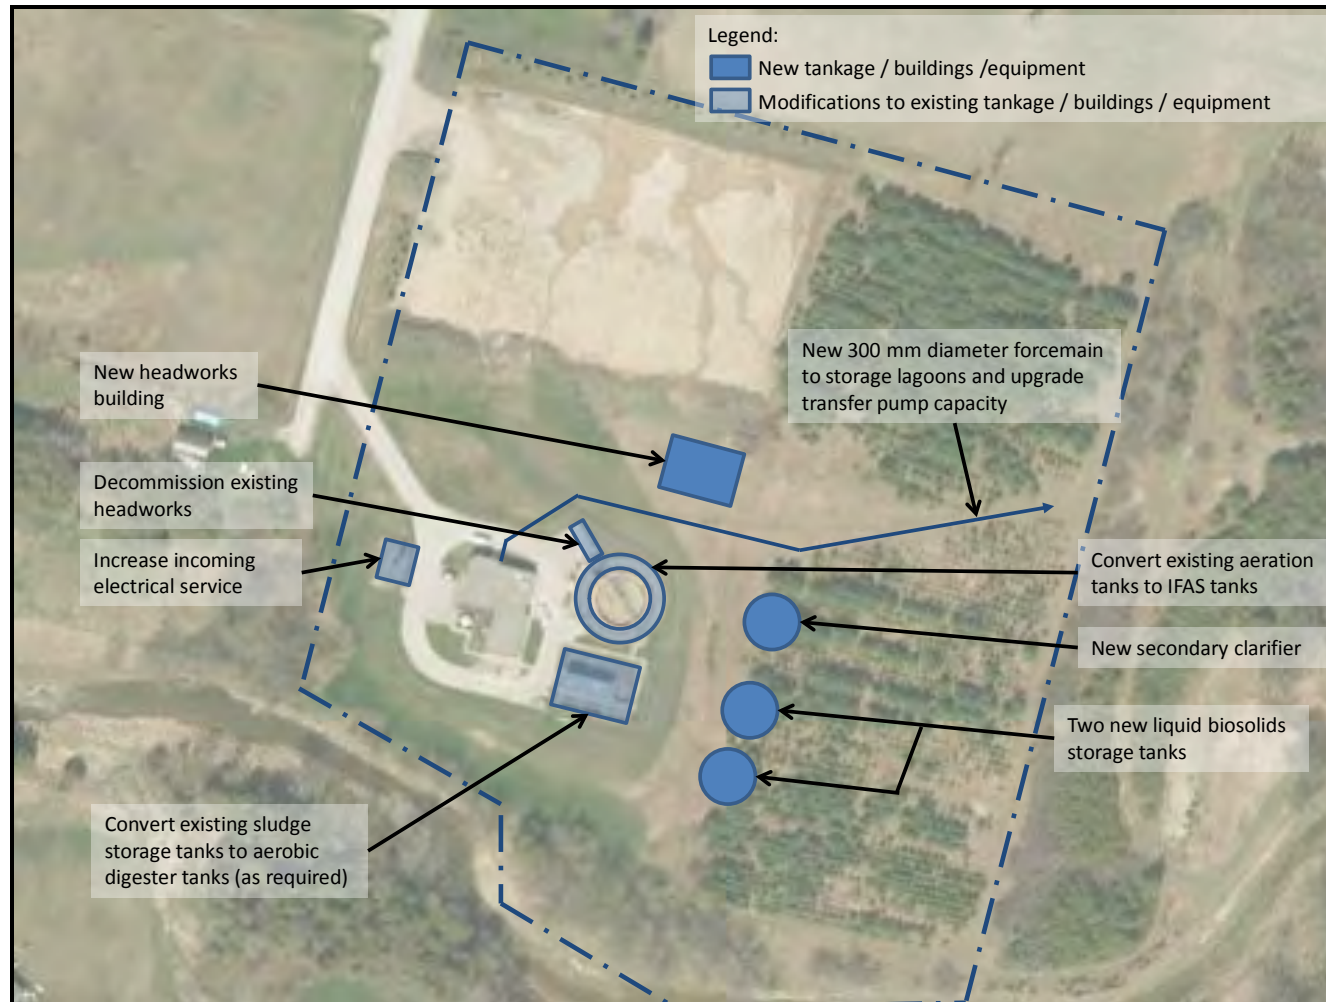 Legend:
New tankage / buildings /equipment
Modifications to existing tankage / buildings / equipment
New 300 mm diameter forcemain
to storage lagoons and upgrade
transfer pump capacity
New headworks
building
Decommission existing
headworks
Increase incoming
electrical service
Convert existing aeration
tanks to IFAS tanks
New secondary clarifier
Two new liquid biosolids
storage tanks
Convert existing sludge
storage tanks to aerobic
digester tanks (as required)